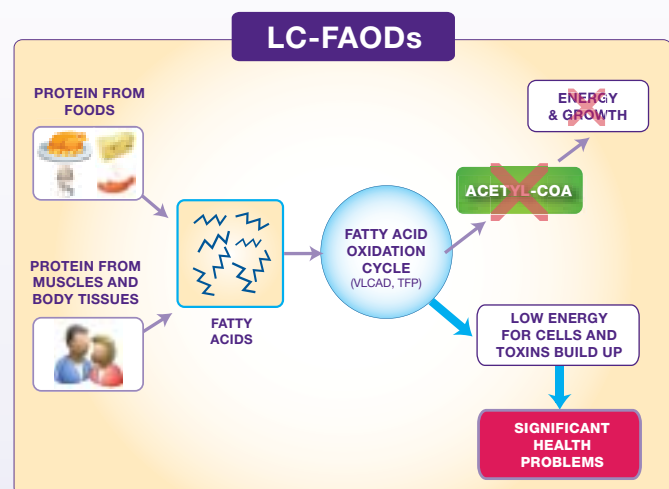 LC-FAODs
PROTEIN FROM
FOODS
ENERGY
& GROWTH
ACETYL-COA
FATTY ACID
OXIDATION
CYCLE
(VLCAD, TFP)
PROTEIN FROM
MUSCLES AND
BODY TISSUES
FATTY
ACIDS
LOW ENERGY
FOR CELLS AND
TOXINS BUILD UP
SIGNIFICANT
HEALTH
PROBLEMS